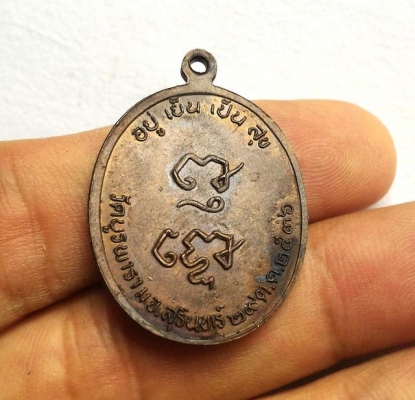 อยู่ เย็น เป็น สุข
วัดบูรพาราม จ.สุรินทร์ ๒๙ ต.ค.๒๕๓๖